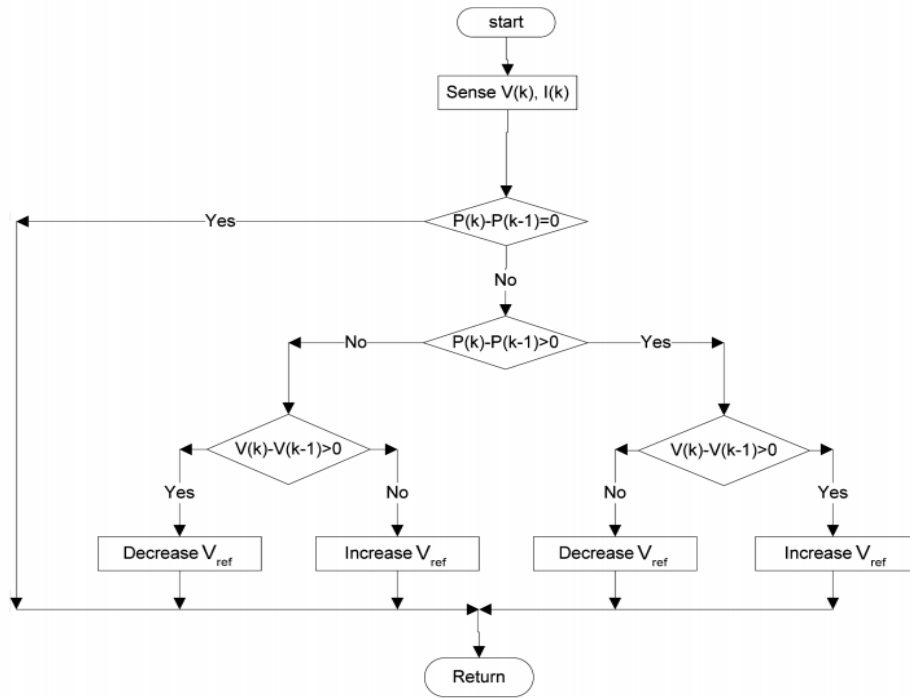 start
Sense V(k), I(k)
P(k)-P(k-1)=0
Yes
No
P(k)-P(k-1)>0
No
Yes
V(k)-V(k-1)>0
V(k)-V(k-1)>0
Yes
No
No
Yes
Decrease Vref
Increase Vref
Decrease Vref
Increase Vref
Return